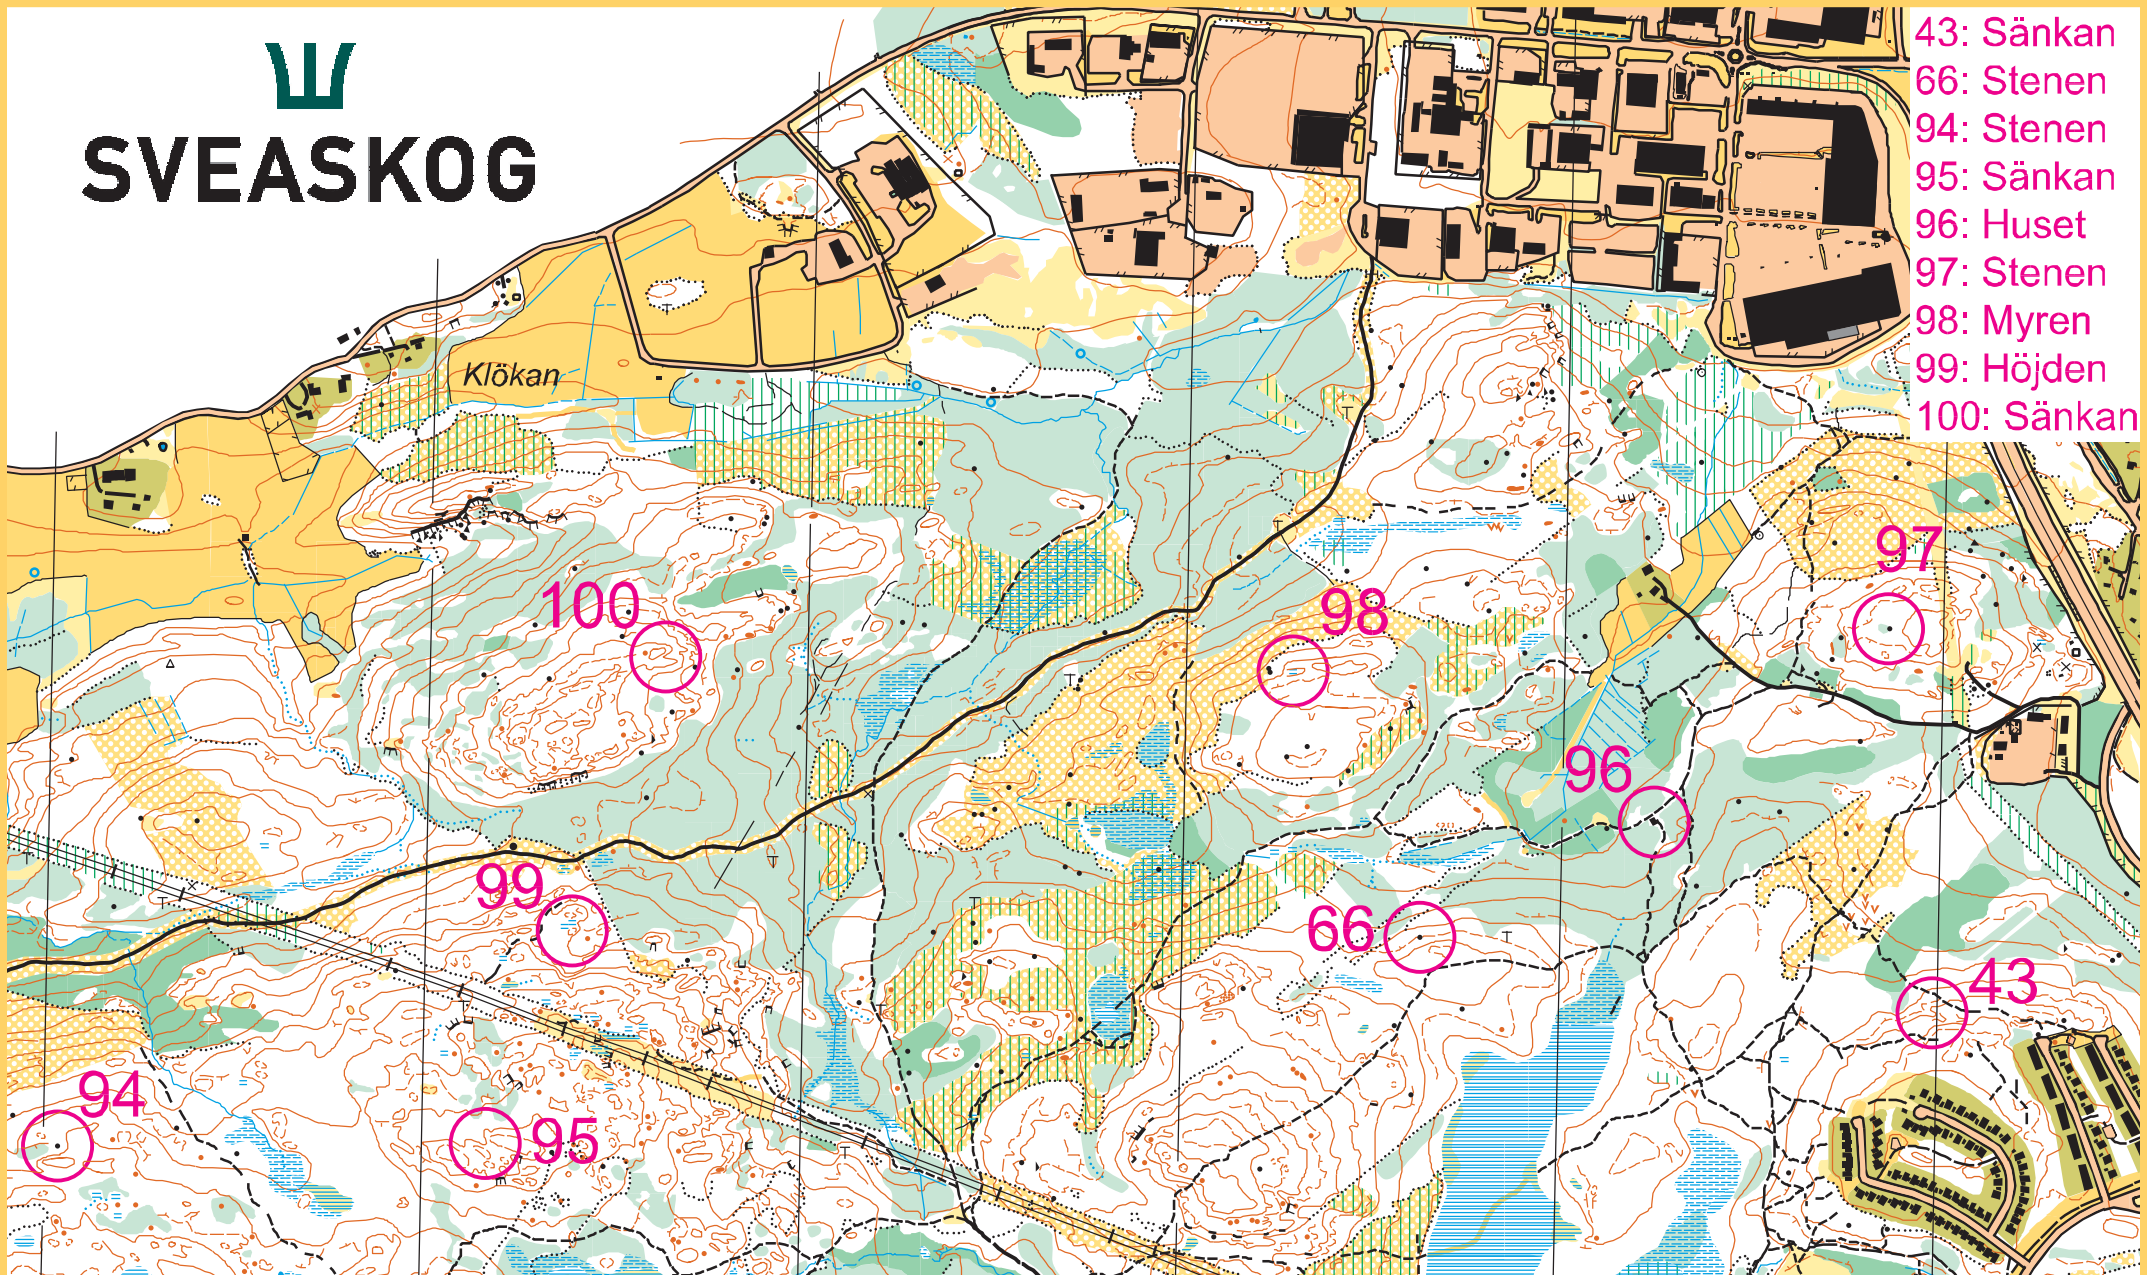 SVEASKOG
43: Sänkan
66: Stenen
94: Stenen
95: Sänkan
96: Huset
97: Stenen
98: Myren
99: Höjden
100: Sänkan
Klökan
97
100
98
96
99
66
43
94
95